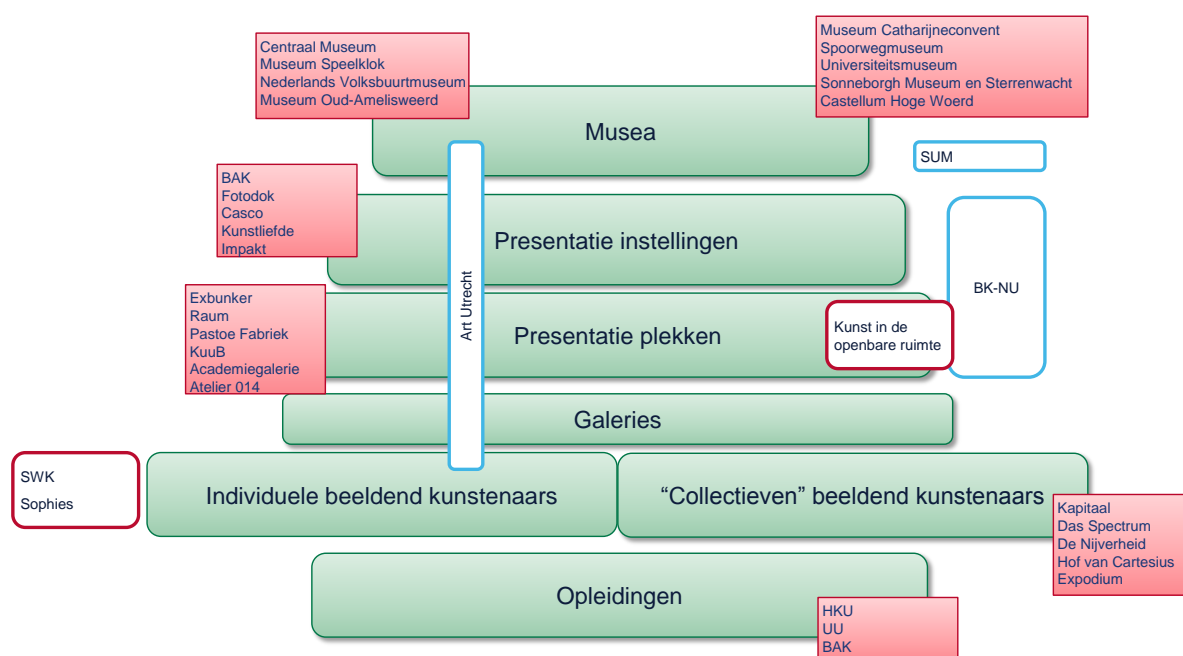 Centraal Museum
Museum Speelklok
Nederlands Volksbuurtmuseum
Museum Oud-Amelisweerd
Museum Catharijneconvent
Spoorwegmuseum
Universiteitsmuseum
Sonneborgh Museum en Sterrenwacht
Castellum Hoge Woerd
Musea
SUM
BAK
Fotodok
Casco
Kunstliefde
Impakt
Presentatie instellingen
BK-NU
Art Utrecht
Exbunker
Raum
Pastoe Fabriek
KuuB
Academiegalerie
Atelier 014
Presentatie plekken
Kunst in de
openbare ruimte
Galeries
SWK
Sophies
Individuele beeldend kunstenaars
“Collectieven” beeldend kunstenaars
Kapitaal
Das Spectrum
De Nijverheid
Hof van Cartesius
Expodium
Opleidingen
HKU
UU
BAK